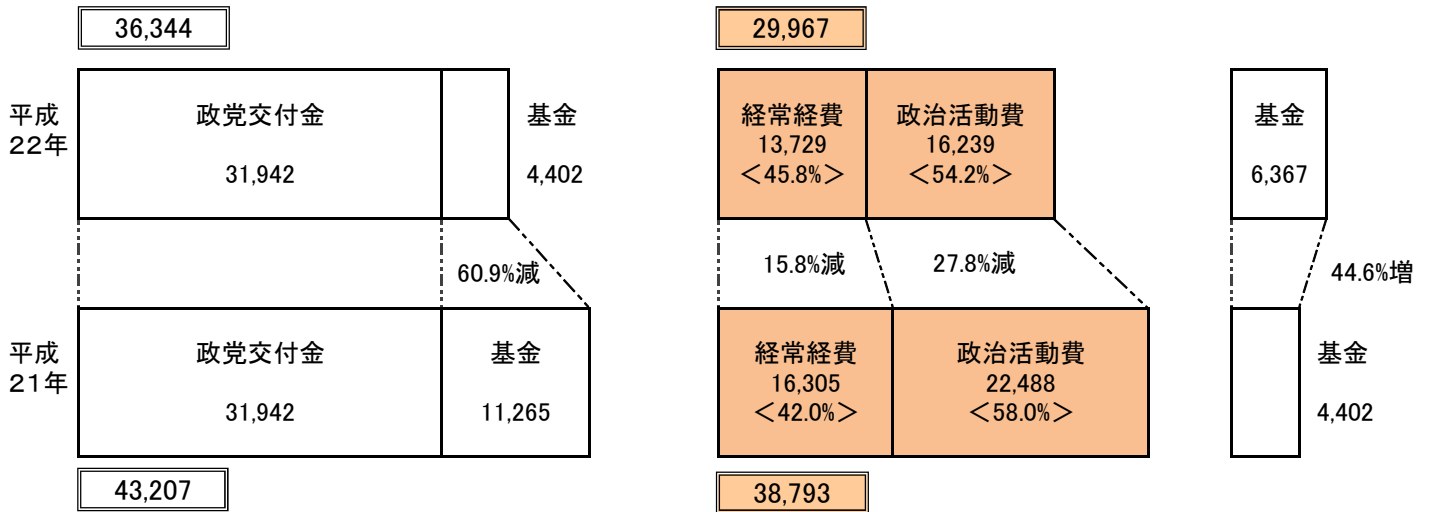 36,344
29,967
平成
22年
政党交付金
31,942
基金
4,402
経常経費
13,729
＜45.8%＞
政治活動費
16,239
＜54.2%＞
基金
6,367
60.9%減
15.8%減
27.8%減
44.6%増
平成
21年
政党交付金
31,942
基金
11,265
経常経費
16,305
＜42.0%＞
政治活動費
22,488
＜58.0%＞
基金
4,402
43,207
38,793